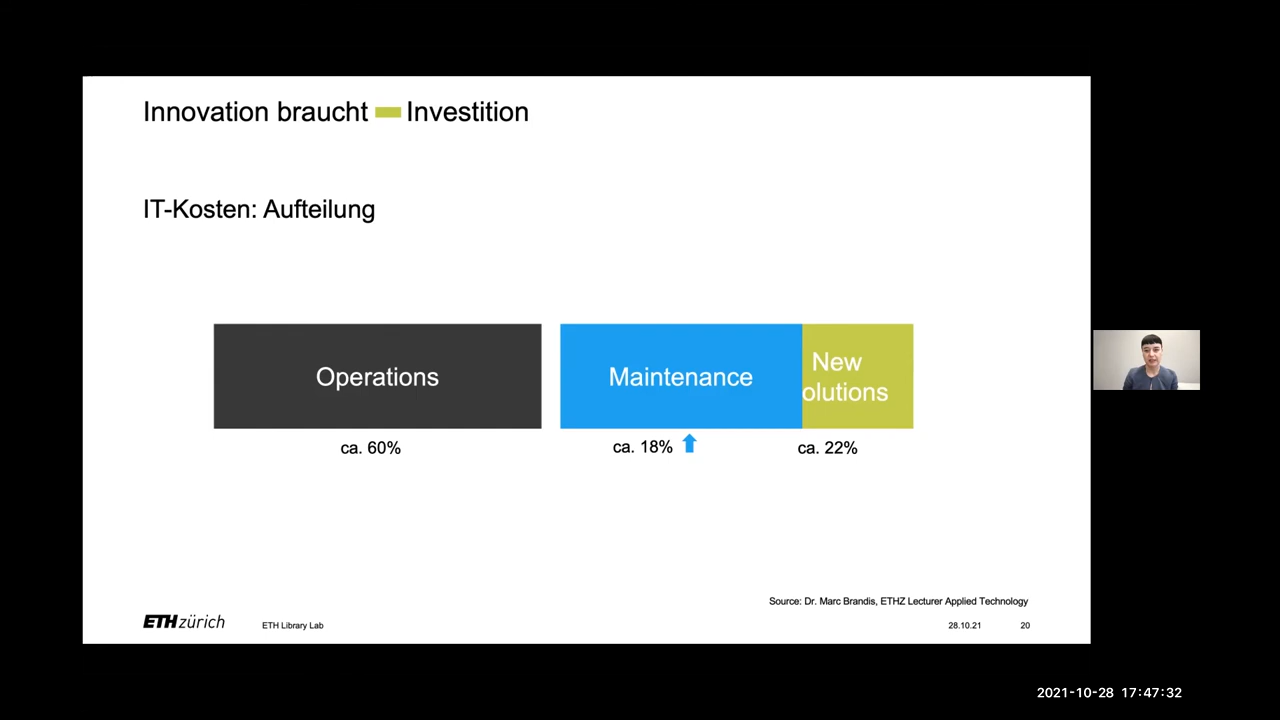 Innovation braucht Investition
IT-Kosten: Aufteilung
Operations
Maintenance
New
olutions
ca. 60%
ca. 18%
ca. 22%
Source: Dr. Marc Brandis, ETHZ Lecturer Applied Technology
ETH zürich
ETH Library Lab
28.10.21
20
2021-10-28 17:47:32